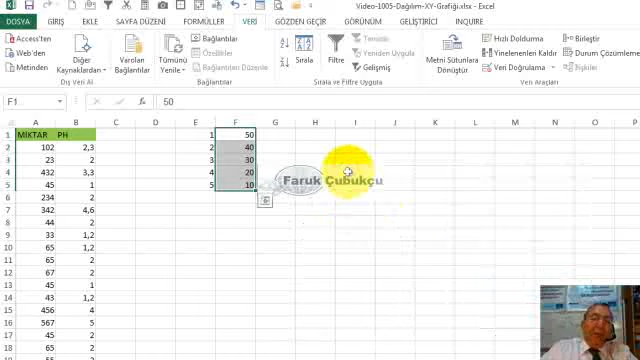 Video-1005-Dağılım-XY-Grafiği.xlsx - Excel
DOSYA GİRİŞ EKLE SAYFA DÜZENİ FORMÜLLER VERİ GÖZDEN GEÇİR GÖRÜNÜM GELİŞTİRİCİ INQUIRE
Access'ten
Web'den
Metinden
Diğer Kaynaklardan
Varolan Bağlantılar
Tümünü Yenile
Bağlantılar
Özellikler
Bağlantıları Düzenle
Sırala
Filtre
Temizle
Yeniden Uygula
Gelişmiş
Metni Sütunlara Dönüştür
Hızlı Doldurma
Yinelenenleri Kaldır
Veri Doğrulama
Birleştir
Durum Çözümlemesi
Dış Veri Al Bağlantılar Sırala ve Filtre Uygula Veri Araçları
F1 50
A B C D E F G H I J K L M N O P
1 MİKTAR PH 1 50
2 102 2,3 2 40
3 23 2 3 30
4 432 3,3 4 20
5 45 1 5 10
Faruk Çubukçu
6 234 2
7 342 4,6
8 44 2
9 33 1,2
10 65 1,2
11 65 2
12 67 2
13 45 1
14 43 1,2
15 456 4
16 567 5
17 45 2
18 65 2